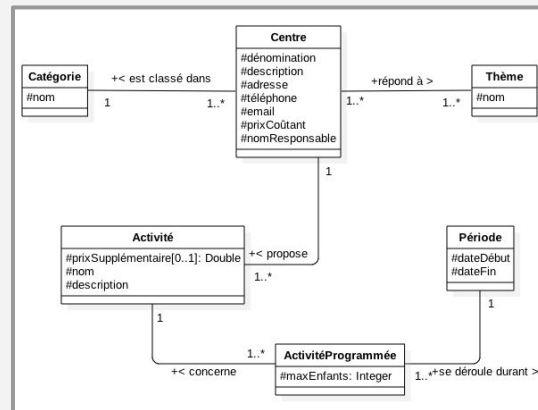 Centre
#dénomination
#description
#adresse
#téléphone
#email
#prixCoûtant
#nomResponsable
Catégorie
#nom
+< est classé dans
1
1..*
+répond à >
1..*
1..*
Thème
#nom
1
Activité
#prixSupplémentaire[0..1]: Double
#nom
#description
+< propose
1..*
Période
#dateDébut
#dateFin
1
1
1..*
+< concerne
ActivitéProgrammée
#maxEnfants: Integer
1..*
+se déroule durant >